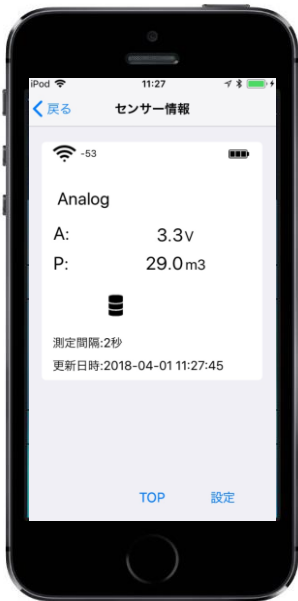 iPod 11:27
戻る センサー情報
-53
Analog
A: 3.3V
P: 29.0m3
測定間隔:2秒
更新日時:2018-04-01 11:27:45
TOP 設定